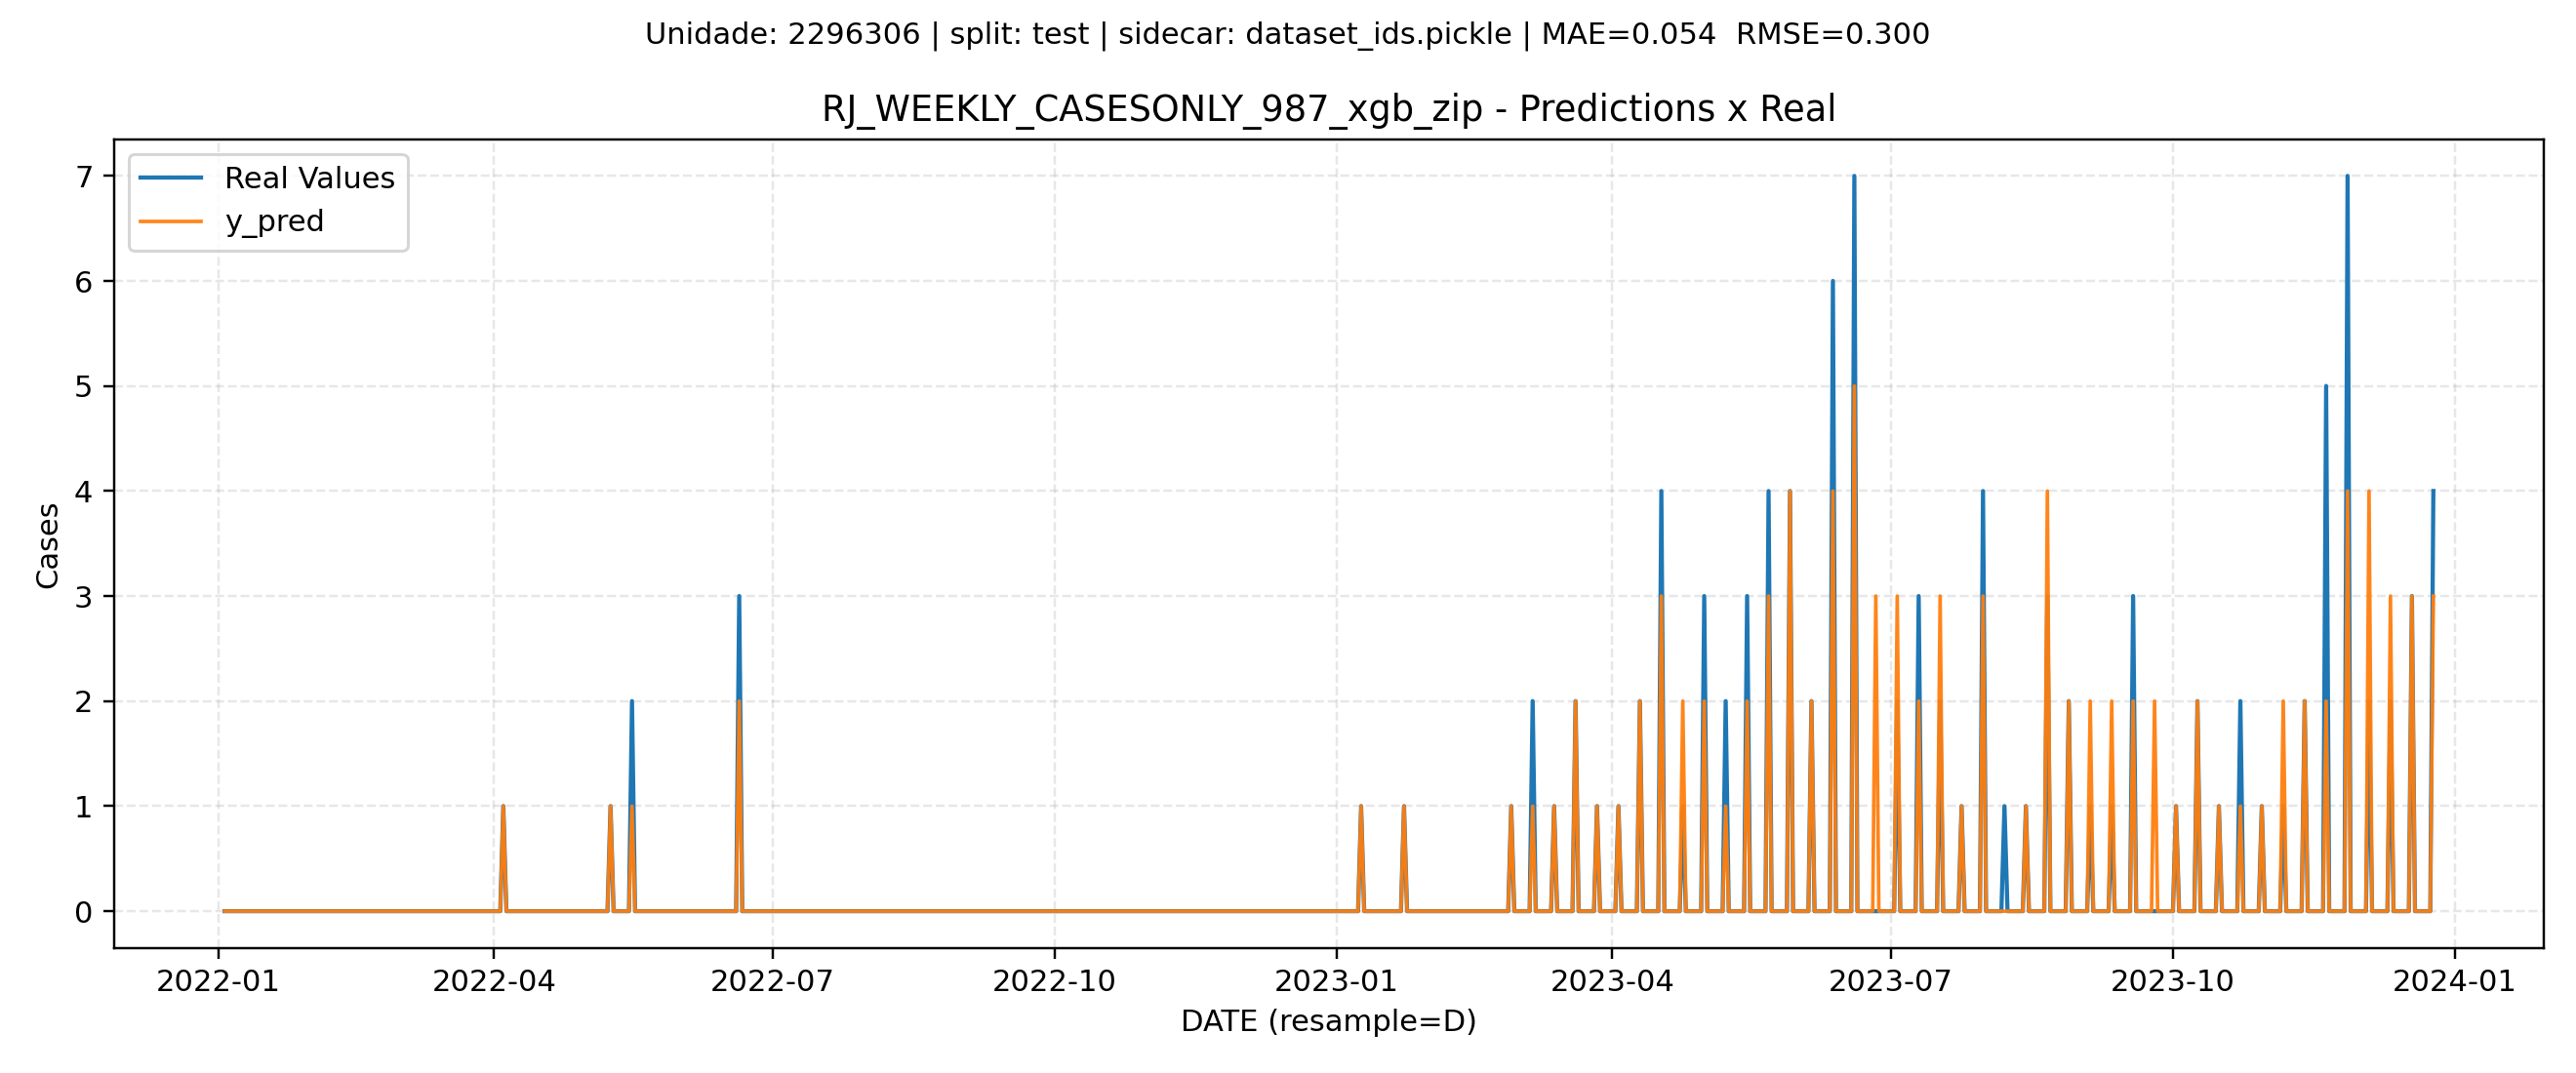 Unidade: 2296306 | split: test | sidecar: dataset_ids.pickle | MAE=0.054  RMSE=0.300
RJ_WEEKLY_CASESONLY_987_xgb_zip - Predictions x Real
Real Values
y_pred
7
6
5
4
3
2
1
0
Cases
2022-01 2022-04 2022-07 2022-10 2023-01 2023-04 2023-07 2023-10 2024-01
DATE (resample=D)